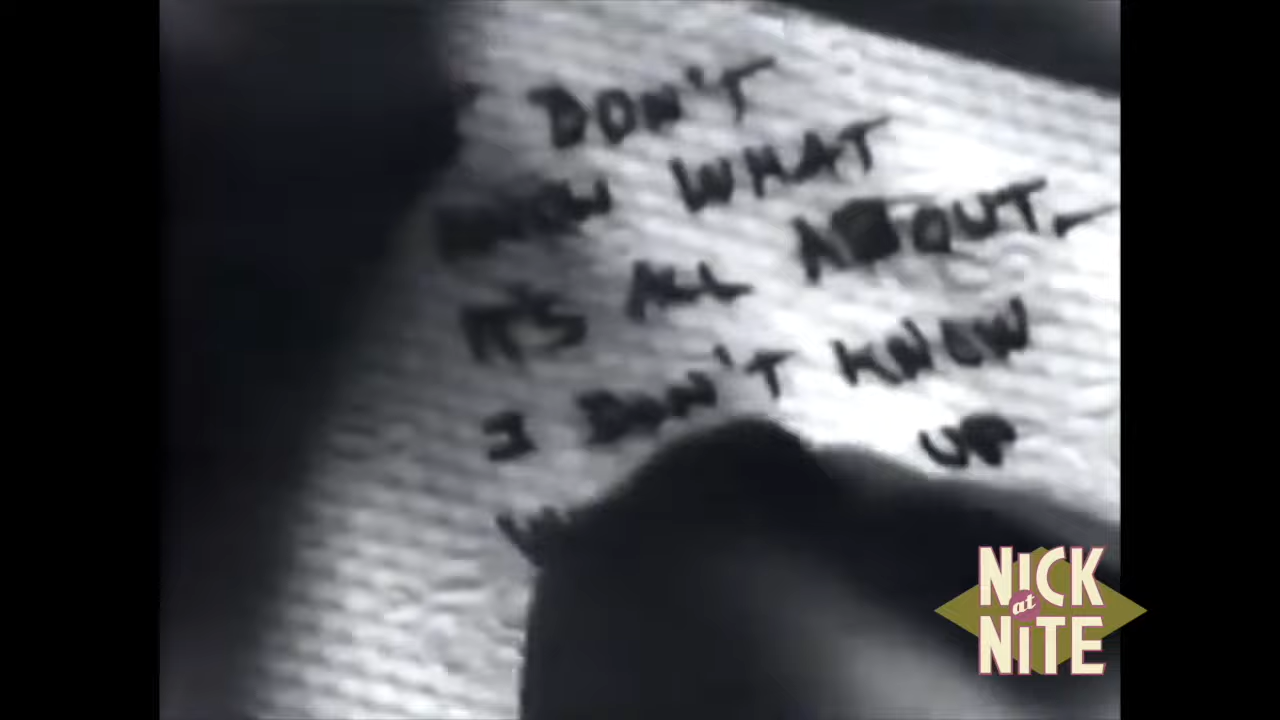 DON'T
KNOW WHAT
IT'S ALL ABOUT
I DON'T KNOW
UP
NICK
at
NITE